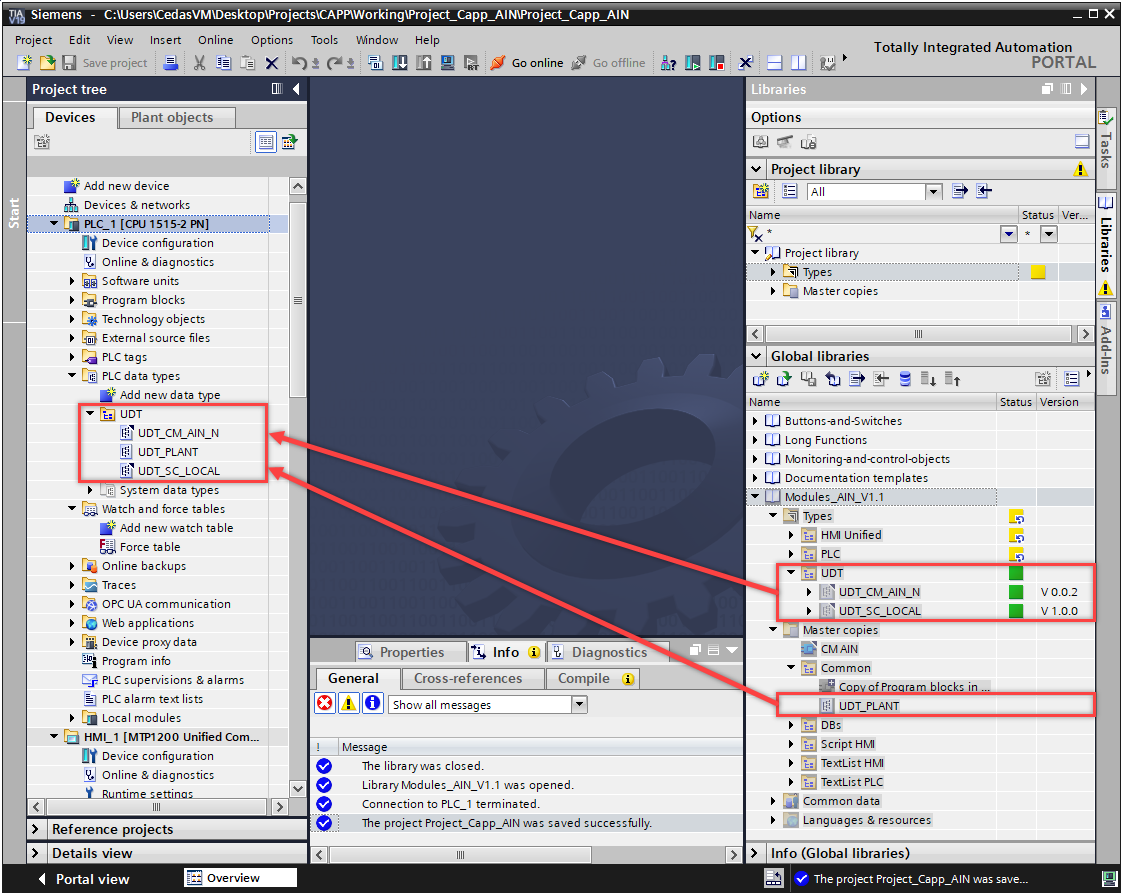 Siemens - C:\Users\CedasVM\Desktop\Projects\CAPP\Working\Project_Capp_AIN\Project_Capp_AIN
Project Edit View Insert Online Options Tools Window Help
Save project Go online Go offline
Totally Integrated Automation
PORTAL
Start
Project tree
Devices Plant objects
Add new device
Devices & networks
PLC_1 [CPU 1515-2 PN]
Device configuration
Online & diagnostics
Software units
Program blocks
Technology objects
External source files
PLC tags
PLC data types
Add new data type
UDT
UDT_CM_AIN_N
UDT_PLANT
UDT_SC_LOCAL
System data types
Watch and force tables
Add new watch table
Force table
Online backups
Traces
OPC UA communication
Web applications
Device proxy data
Program info
PLC supervisions & alarms
PLC alarm text lists
Local modules
HMI_1 [MTP1200 Unified Com...
Device configuration
Online & diagnostics
Runtime settings
Reference projects
Details view
Properties Info Diagnostics
General Cross-references Compile
Show all messages
! Message
The library was closed.
Library Modules_AIN_V1.1 was opened.
Connection to PLC_1 terminated.
The project Project_Capp_AIN was saved successfully.
Libraries
Options
Project library
All
Name Status Ver...
* *
Project library
Types
Master copies
Global libraries
Name Status Version
Buttons-and-Switches
Long Functions
Monitoring-and-control-objects
Documentation templates
Modules_AIN_V1.1
Types
HMI Unified
PLC
UDT
UDT_CM_AIN_N V 0.0.2
UDT_SC_LOCAL V 1.0.0
Master copies
CM AIN
Common
Copy of Program blocks in ...
UDT_PLANT
DBs
Script HMI
TextList HMI
TextList PLC
Common data
Languages & resources
Info (Global libraries)
Tasks
Libraries
Add-Ins
Portal view Overview The project Project_Capp_AIN was save...